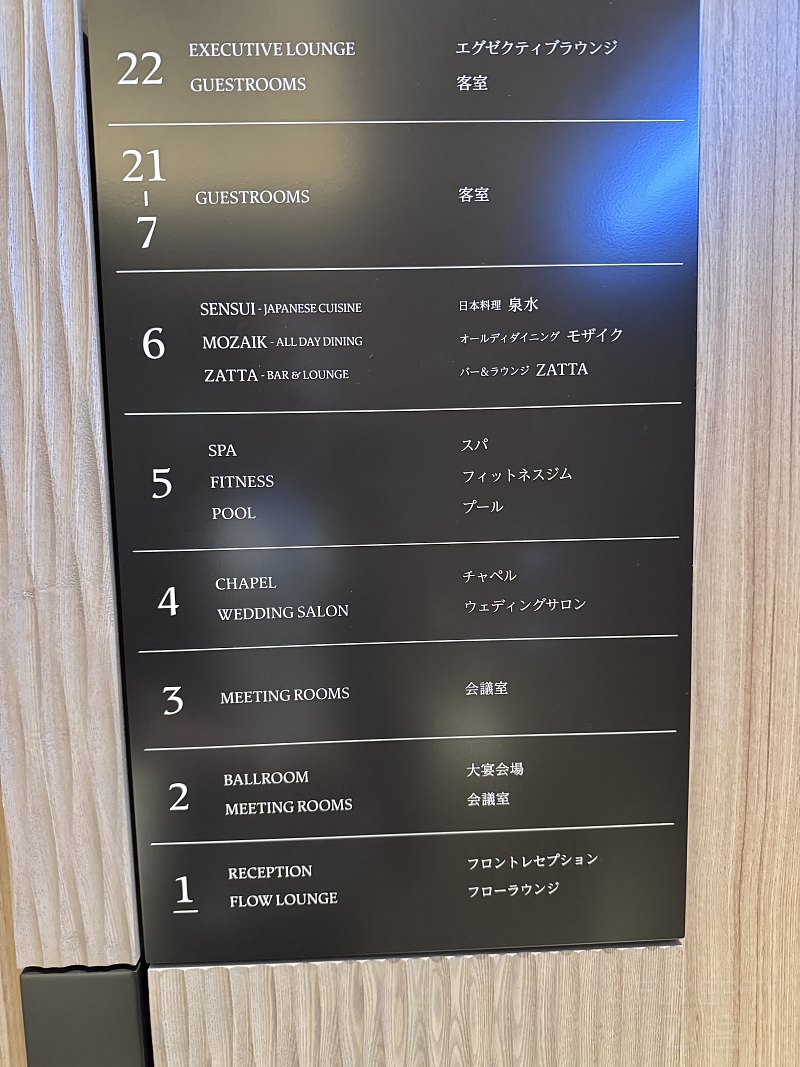 22 EXECUTIVE LOUNGE エグゼクティブラウンジ
GUESTROOMS 客室
21-7 GUESTROOMS 客室
6 SENSUI - JAPANESE CUISINE 日本料理 泉水
MOZAIK - ALL DAY DINING オールディダイニング モザイク
ZATTA - BAR & LOUNGE バー&ラウンジ ZATTA
5 SPA スパ
FITNESS フィットネスジム
POOL プール
4 CHAPEL チャペル
WEDDING SALON ウェディングサロン
3 MEETING ROOMS 会議室
2 BALLROOM 大宴会場
MEETING ROOMS 会議室
1 RECEPTION フロントレセプション
FLOW LOUNGE フローラウンジ